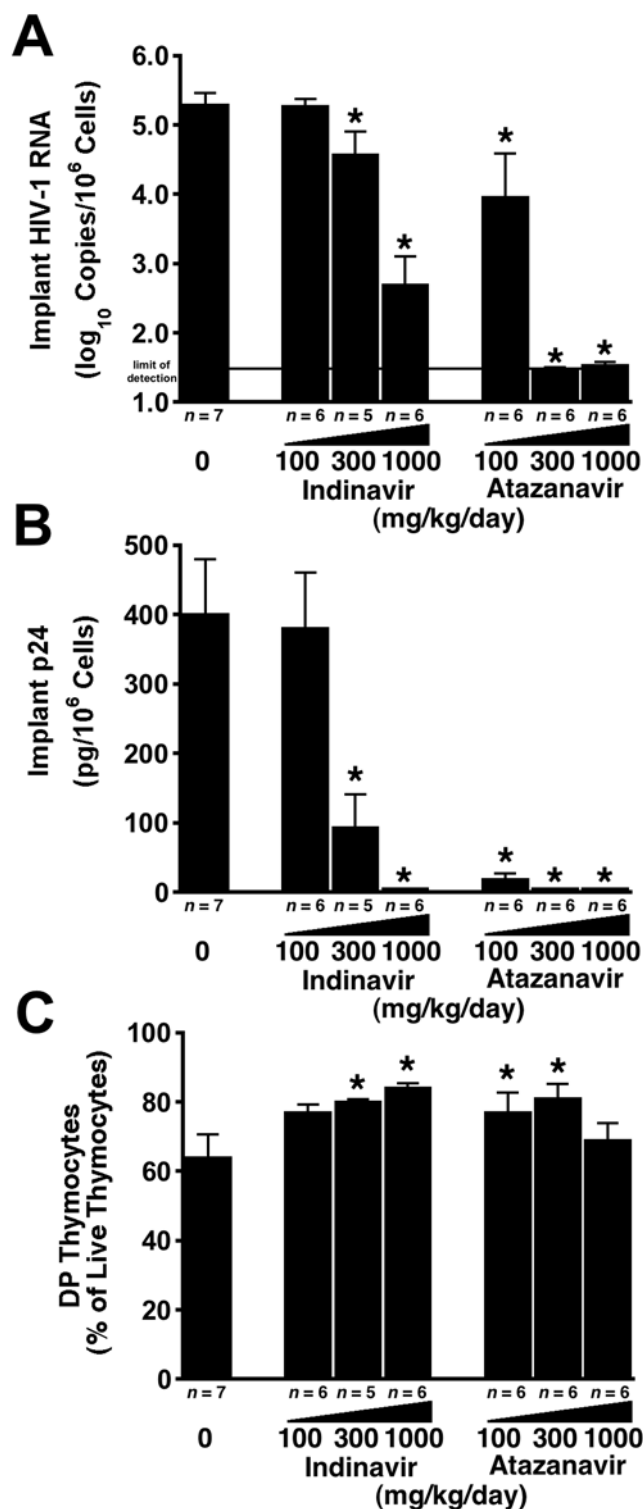 A
Implant HIV-1 RNA
(log10 Copies/10^6 Cells)
6.0
5.0
4.0
3.0
2.0
1.0
limit of
detection
* * * * *
n = 7 n = 6 n = 5 n = 6 n = 6 n = 6 n = 6
0 100 300 1000 100 300 1000
Indinavir Atazanavir
(mg/kg/day)
B
Implant p24
(pg/10^6 Cells)
500
400
300
200
100
0
* * * * *
n = 7 n = 6 n = 5 n = 6 n = 6 n = 6 n = 6
0 100 300 1000 100 300 1000
Indinavir Atazanavir
(mg/kg/day)
C
DP Thymocytes
(% of Live Thymocytes)
100
80
60
40
20
0
* * * *
n = 7 n = 6 n = 5 n = 6 n = 6 n = 6 n = 6
0 100 300 1000 100 300 1000
Indinavir Atazanavir
(mg/kg/day)